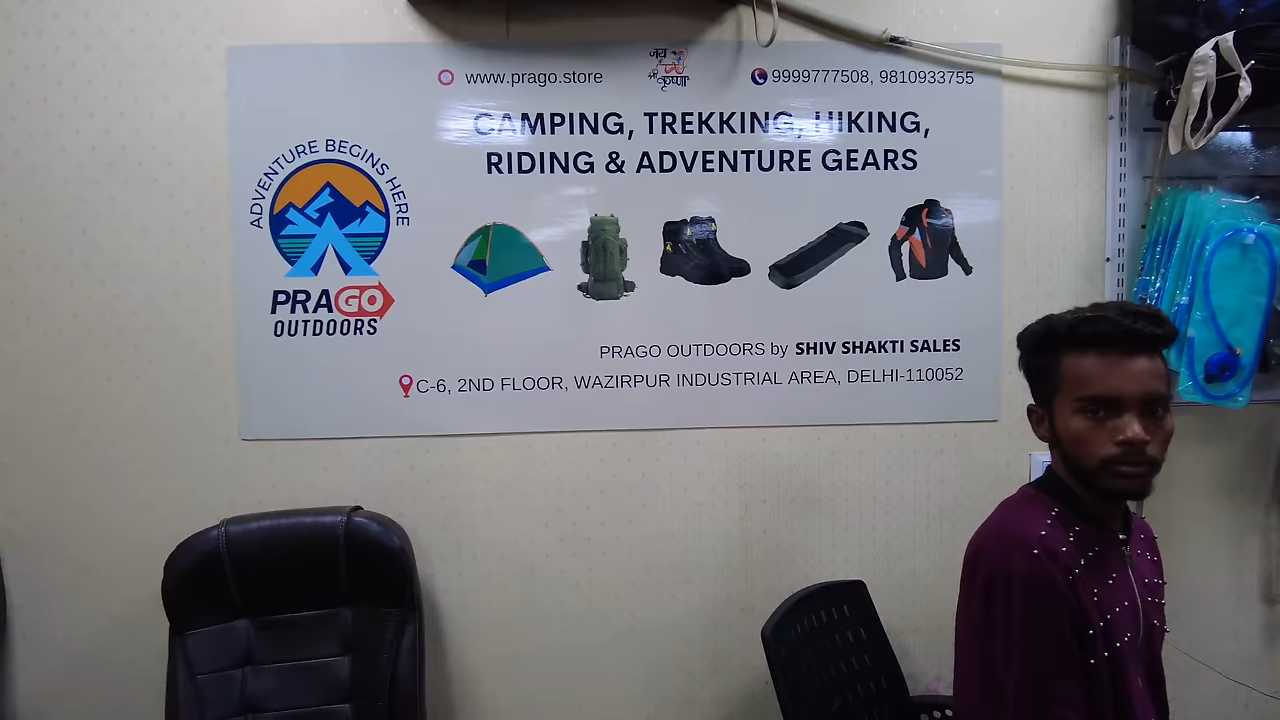 www.prago.store
जय
श्री
कृष्णा
9999777508, 9810933755
CAMPING, TREKKING, HIKING,
RIDING & ADVENTURE GEARS
ADVENTURE BEGINS HERE
PRAGO
OUTDOORS
PRAGO OUTDOORS by SHIV SHAKTI SALES
C-6, 2ND FLOOR, WAZIRPUR INDUSTRIAL AREA, DELHI-110052